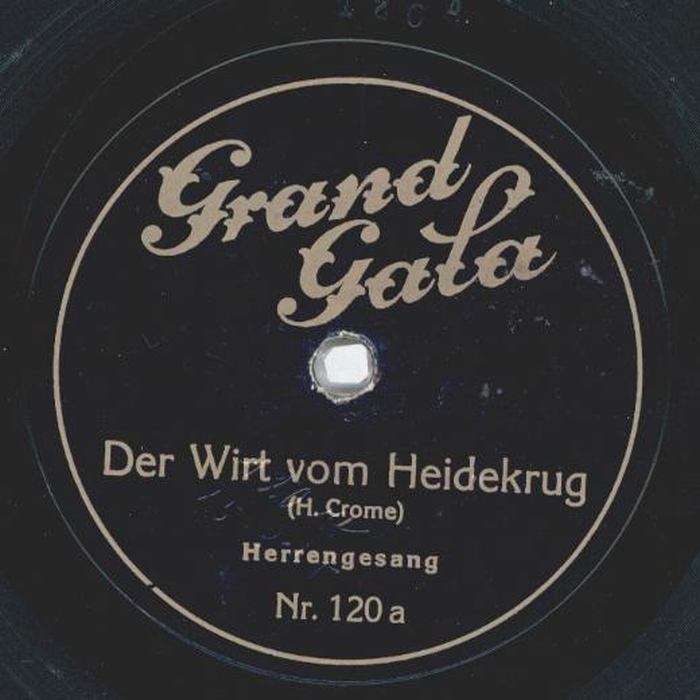 Grand
Gala
Der Wirt vom Heidekrug
(H. Crome)
Herrengesang
Nr. 120 a